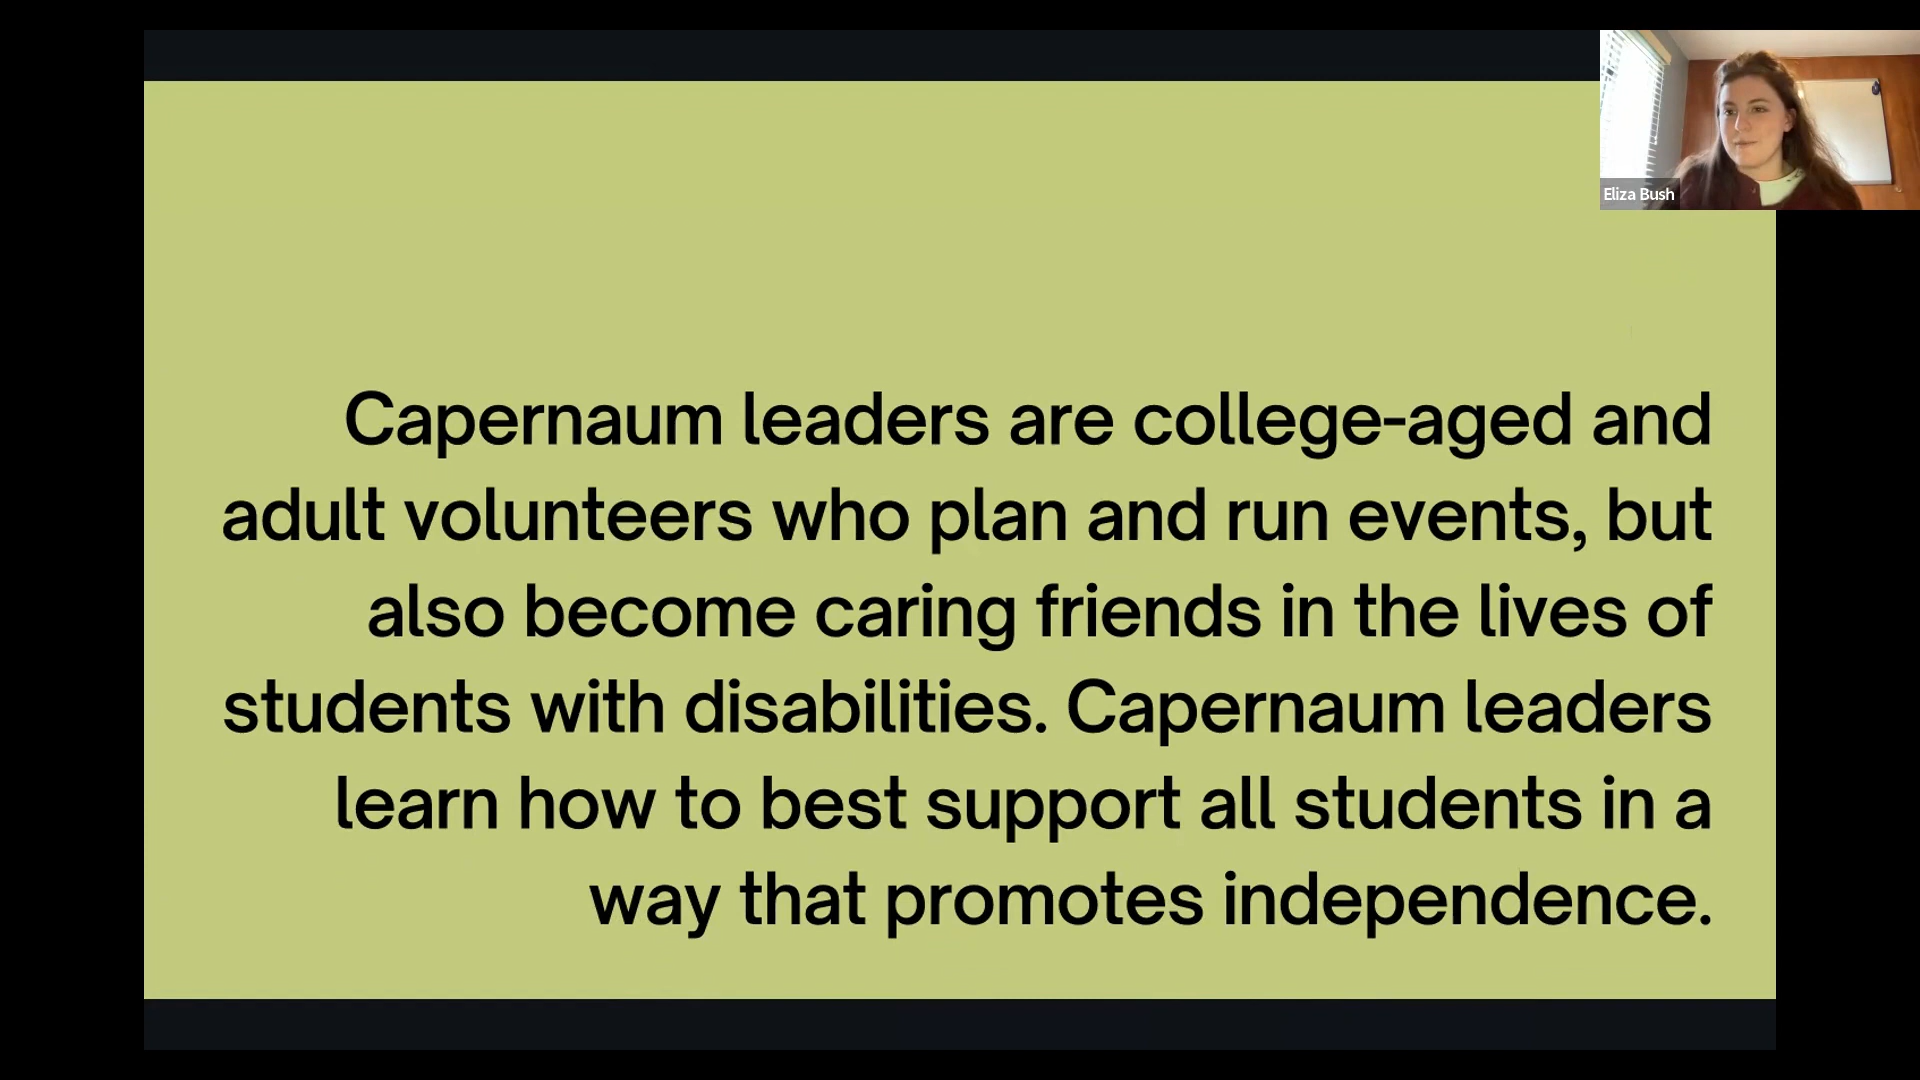 Eliza Bush
Capernaum leaders are college-aged and
adult volunteers who plan and run events, but
also become caring friends in the lives of
students with disabilities. Capernaum leaders
learn how to best support all students in a
way that promotes independence.